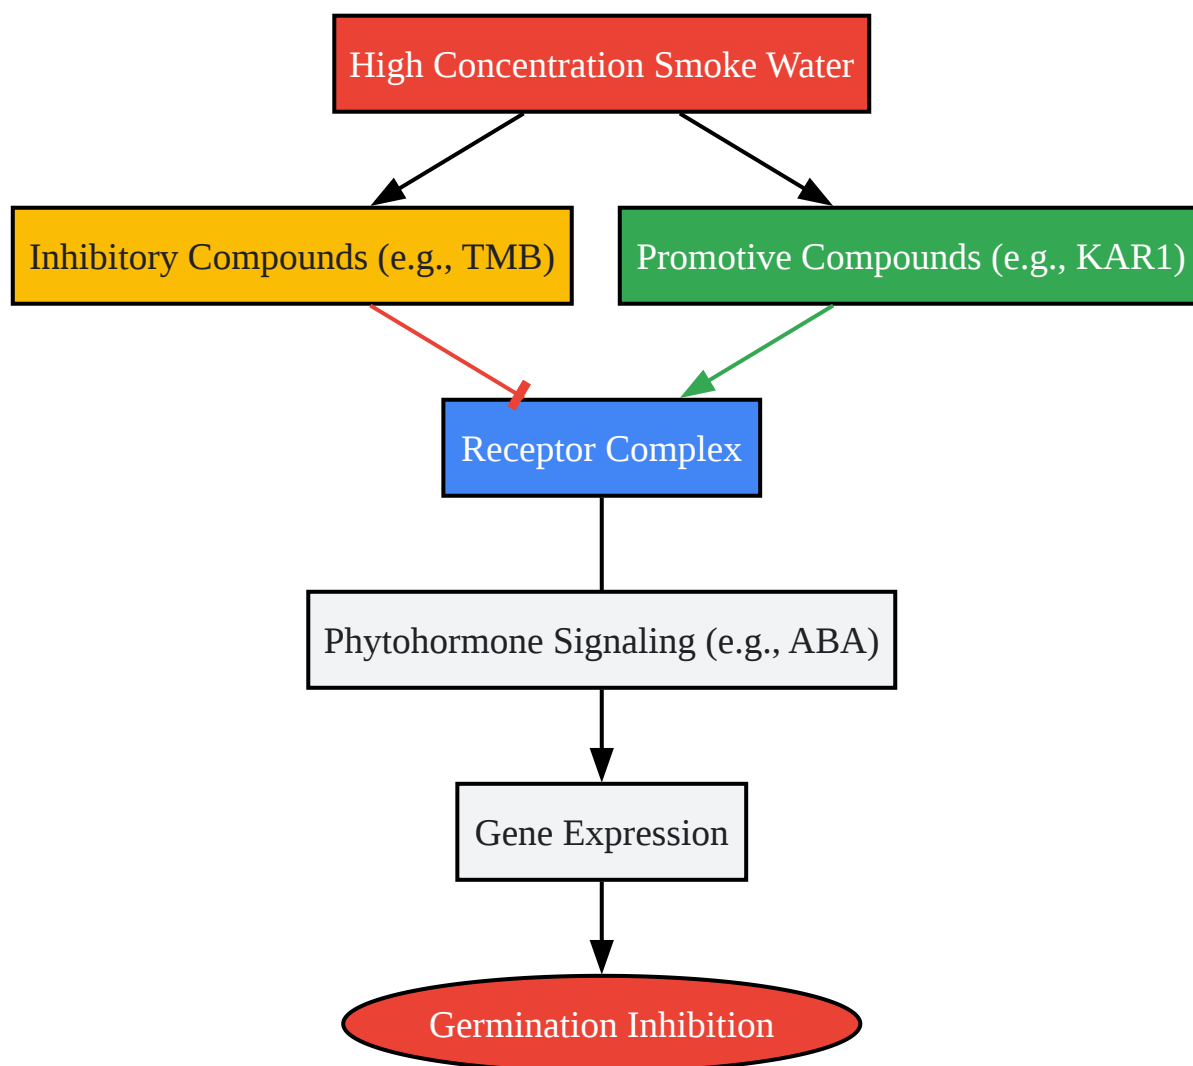 High Concentration Smoke Water
Inhibitory Compounds (e.g., TMB)
Promotive Compounds (e.g., KAR1)
Receptor Complex
Phytohormone Signaling (e.g., ABA)
Gene Expression
Germination Inhibition